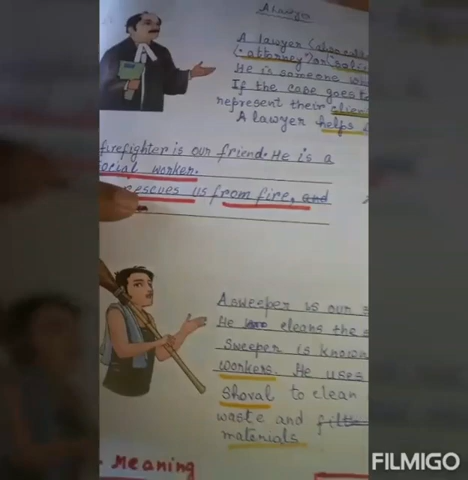 A Lawyer
A lawyer
attorney
He is someone
If the case goes to
represent their
A lawyer helps
firefighter is our friend. He is a
social worker.
rescues us from fire, and
A sweeper is our
He cleans the
Sweeper is known
workers. He uses
Shoval to clean
waste and
materials
Meaning
FILMIGO